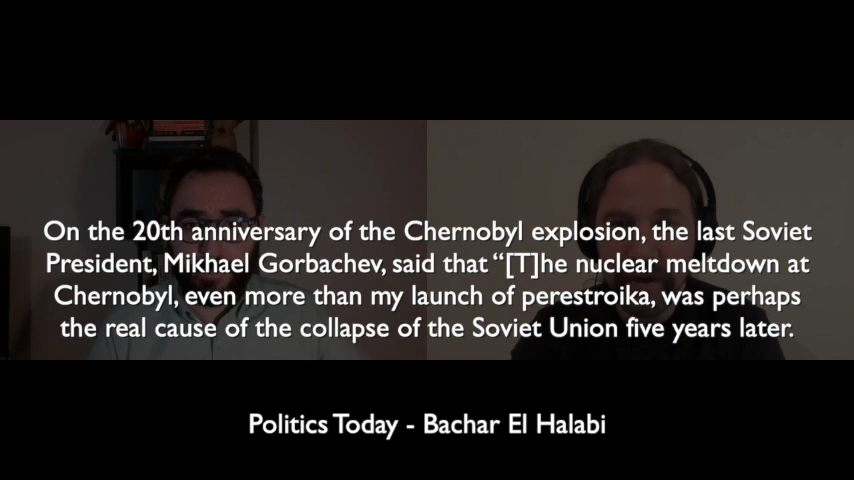 On the 20th anniversary of the Chernobyl explosion, the last Soviet
President, Mikhael Gorbachev, said that “[T]he nuclear meltdown at
Chernobyl, even more than my launch of perestroika, was perhaps
the real cause of the collapse of the Soviet Union five years later.
Politics Today - Bachar El Halabi